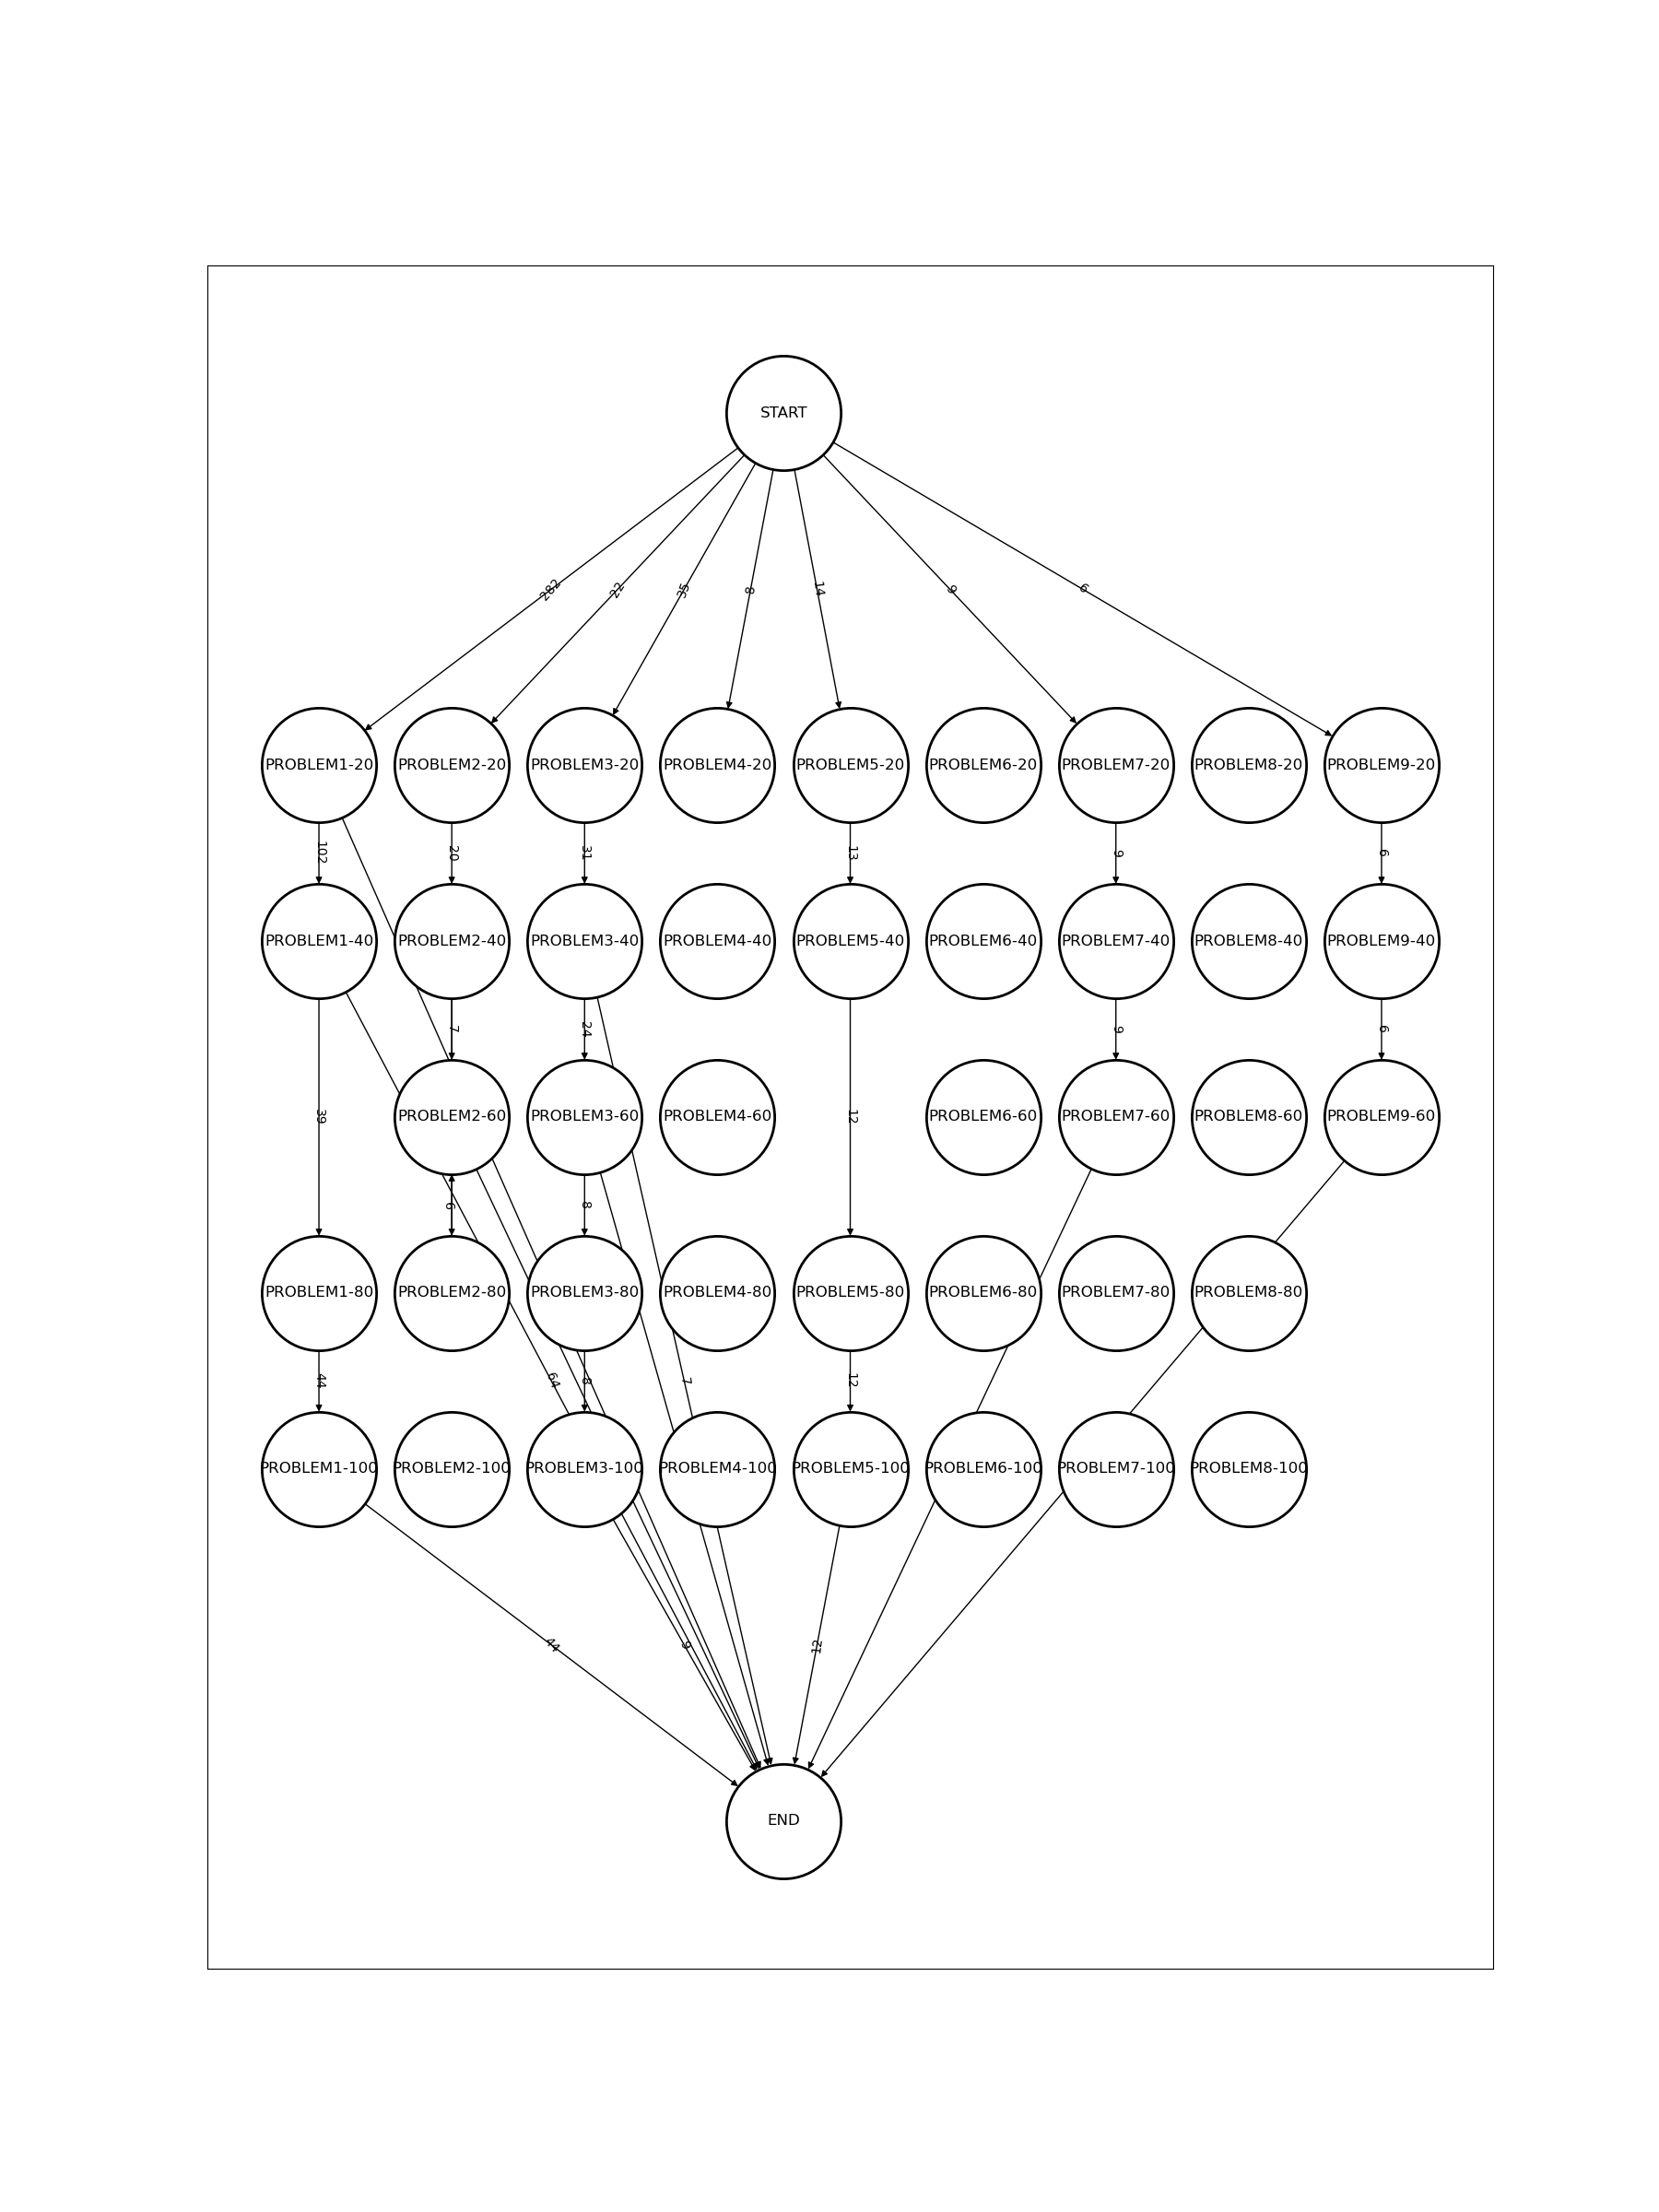 START
282 22 35 8 14 9 6
PROBLEM1-20 PROBLEM2-20 PROBLEM3-20 PROBLEM4-20 PROBLEM5-20 PROBLEM6-20 PROBLEM7-20 PROBLEM8-20 PROBLEM9-20
102 20 31 13 9 6
PROBLEM1-40 PROBLEM2-40 PROBLEM3-40 PROBLEM4-40 PROBLEM5-40 PROBLEM6-40 PROBLEM7-40 PROBLEM8-40 PROBLEM9-40
7 24 9 6
39 PROBLEM2-60 PROBLEM3-60 PROBLEM4-60 12 PROBLEM6-60 PROBLEM7-60 PROBLEM8-60 PROBLEM9-60
6 8
PROBLEM1-80 PROBLEM2-80 PROBLEM3-80 PROBLEM4-80 PROBLEM5-80 PROBLEM6-80 PROBLEM7-80 PROBLEM8-80
44 64 8 7 12
PROBLEM1-100 PROBLEM2-100 PROBLEM3-100 PROBLEM4-100 PROBLEM5-100 PROBLEM6-100 PROBLEM7-100 PROBLEM8-100
44 9 12
END